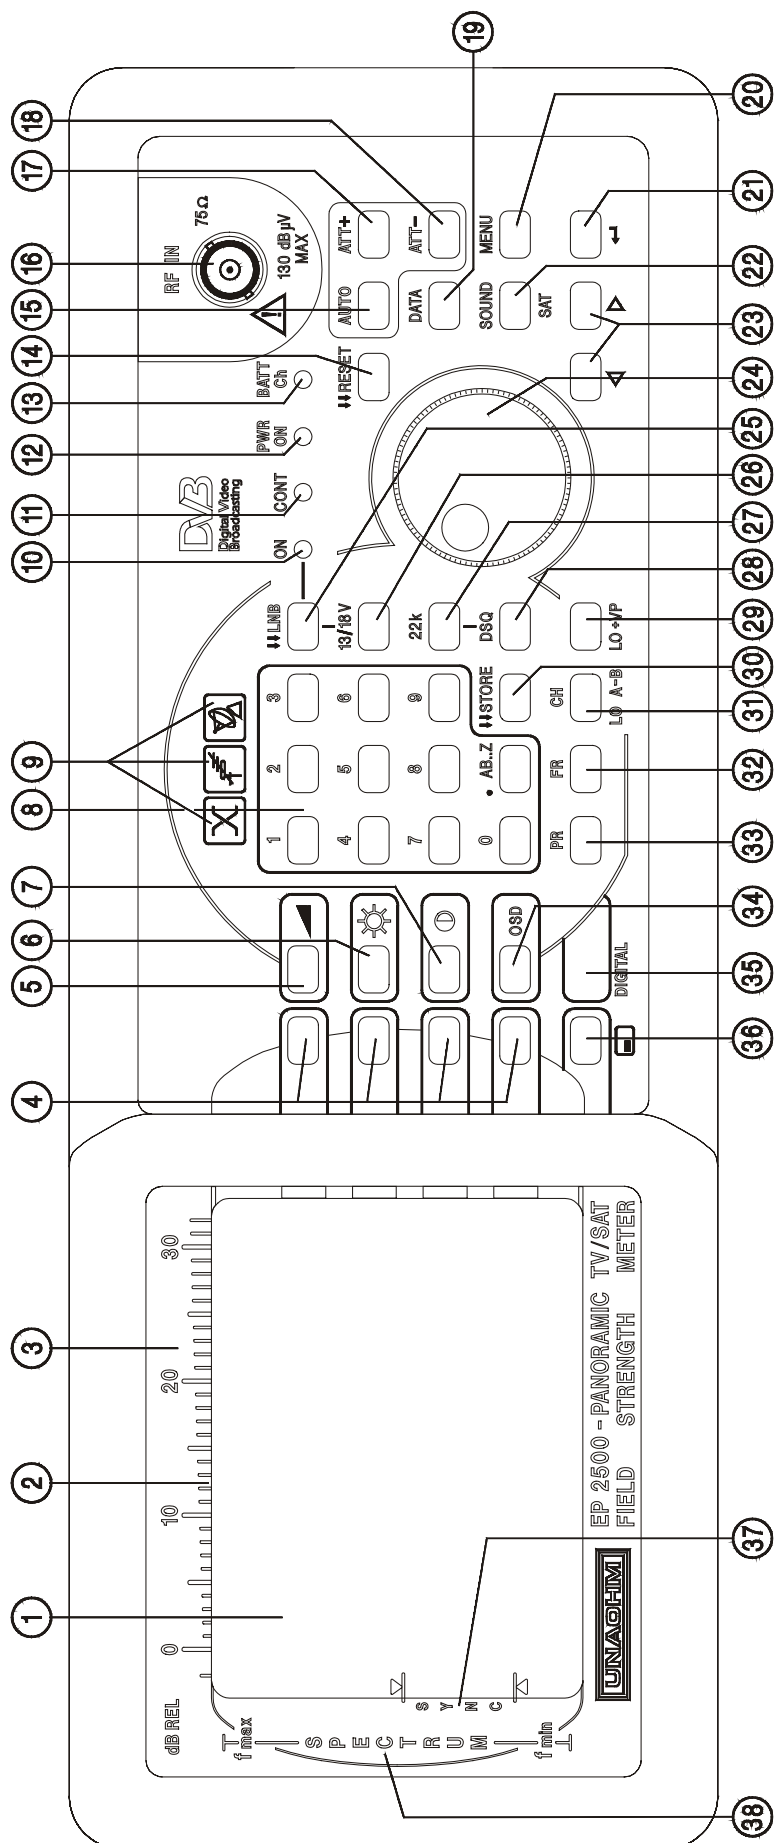 1 2 3 4 5 6 7 8 9 10 11 12 13 14 15 16 17 18
dB REL 0 10 20 30
RF IN
75Ω
130 dBµV
MAX
DVB
Digital Video
Broadcasting
ON CONT PWR ON BATT Ch
T
f max
SPECTRUM
f min
⊥
SYNC
1 2 3 ↓↓LNB ↓↓RESET AUTO ATT+
4 5 6 13/18V
7 8 9 22k DATA ATT-
19
OSD 0 • AB..Z ↓↓STORE DSQ SOUND MENU
PR FR CH LO÷VP SAT
DIGITAL LO A-B
UNAOHM
EP 2500 - PANORAMIC TV/SAT
FIELD STRENGTH METER
38 37 36 35 34 33 32 31 30 29 28 27 26 25 24 23 22 21 20